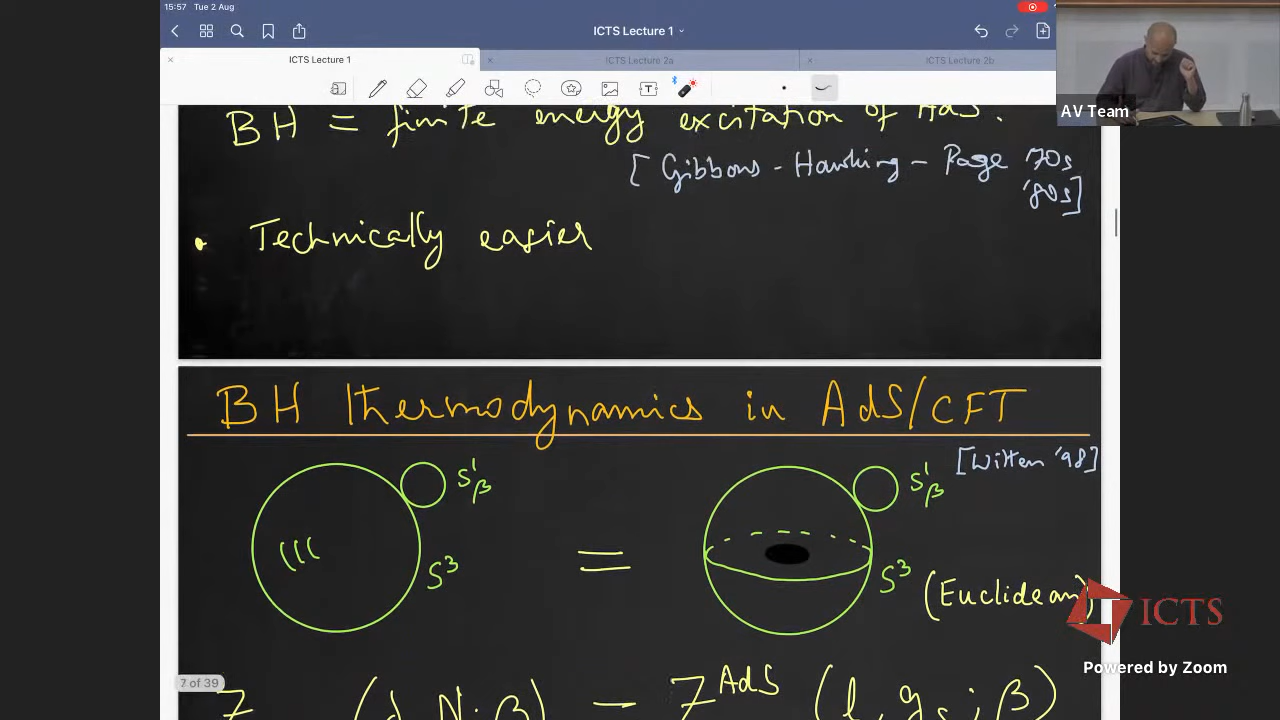 15:57 Tue 2 Aug
ICTS Lecture 1
ICTS Lecture 1 ICTS Lecture 2a ICTS Lecture 2b
AV Team
BH = finite energy excitation of AdS.
[Gibbons - Hawking - Page '70s
'80s]
• Technically easier
BH thermodynamics in AdS/CFT
[Witten '98]
S¹β S¹β
=
S³ S³
(Euclidean)
ICTS
Powered by Zoom
7 of 39
Z (λ, N; β) = Z^AdS (l, gs; β)